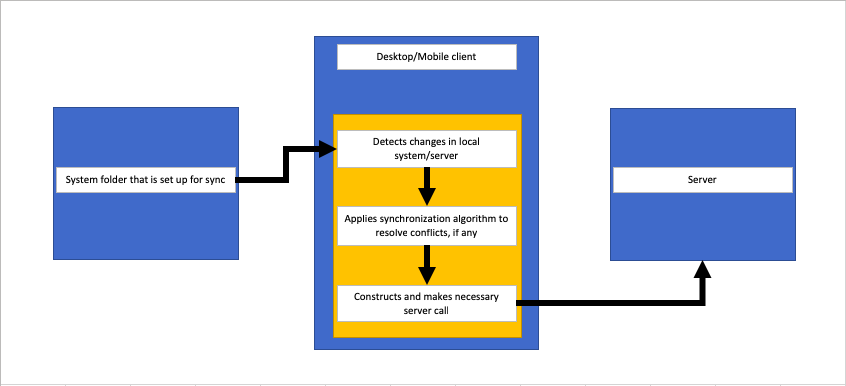 Desktop/Mobile client
System folder that is set up for sync
Detects changes in local
system/server
Applies synchronization algorithm to
resolve conflicts, if any
Constructs and makes necessary
server call
Server